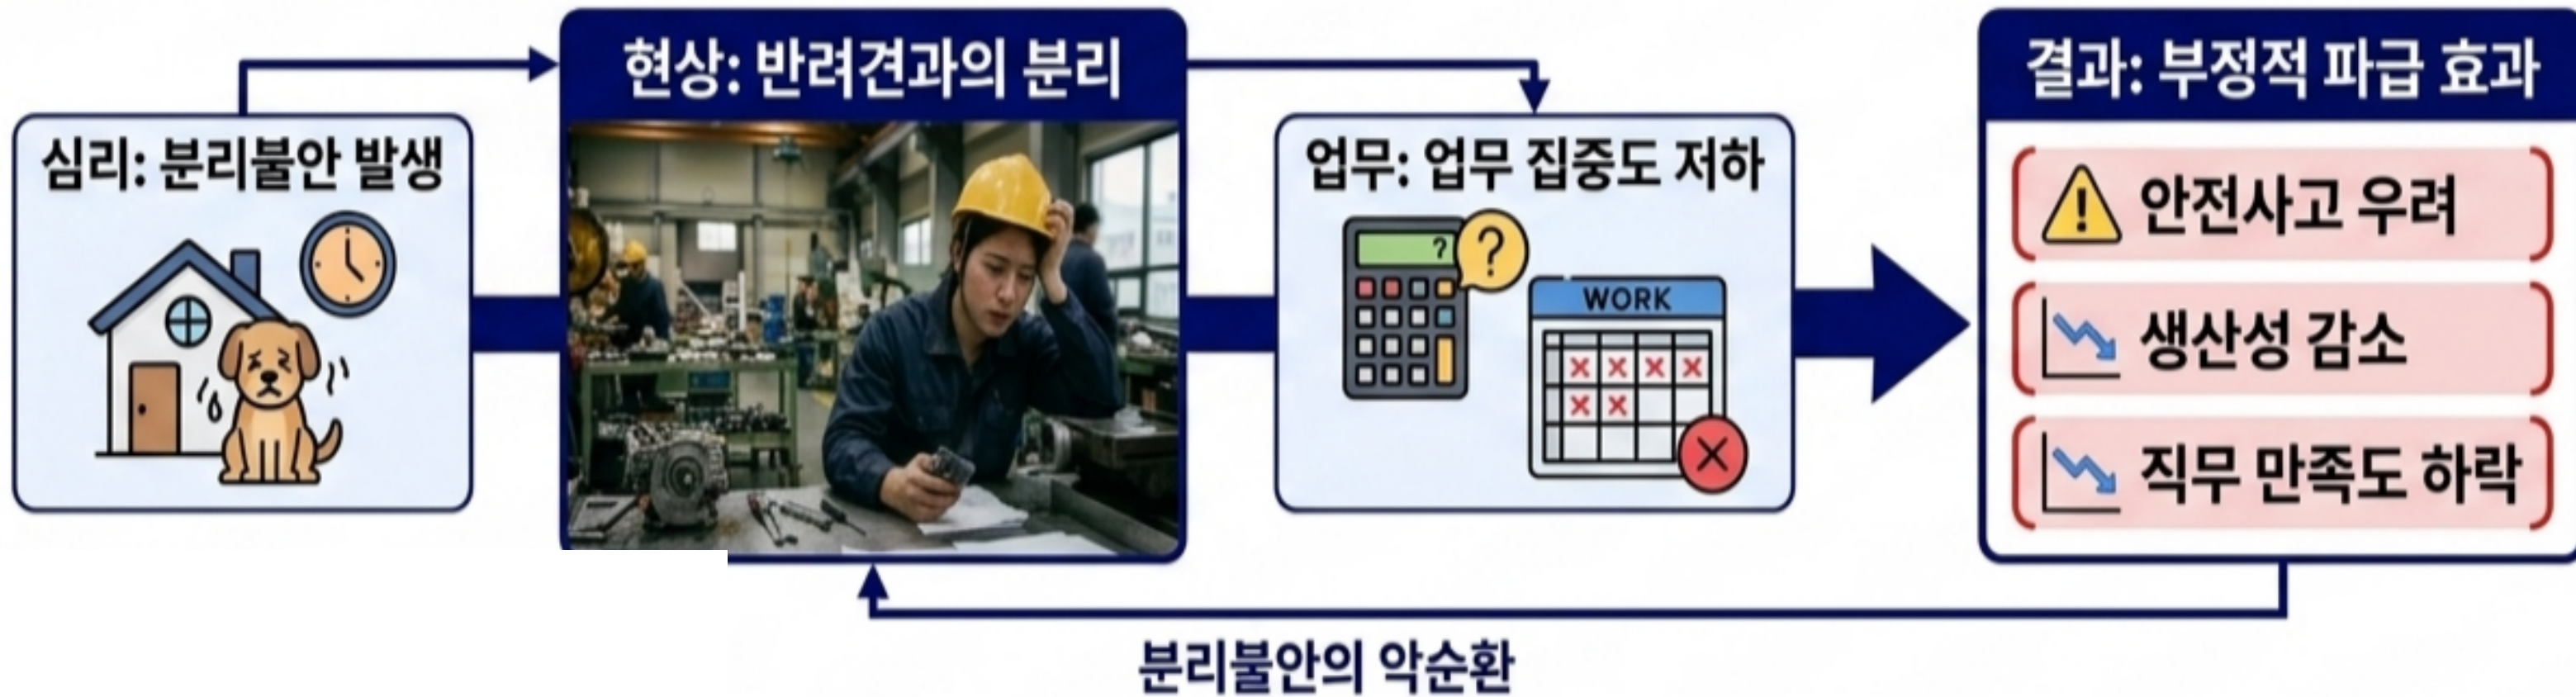 심리: 분리불안 발생
현상: 반려견과의 분리
업무: 업무 집중도 저하
?
?
WORK
결과: 부정적 파급 효과
안전사고 우려
생산성 감소
직무 만족도 하락
분리불안의 악순환